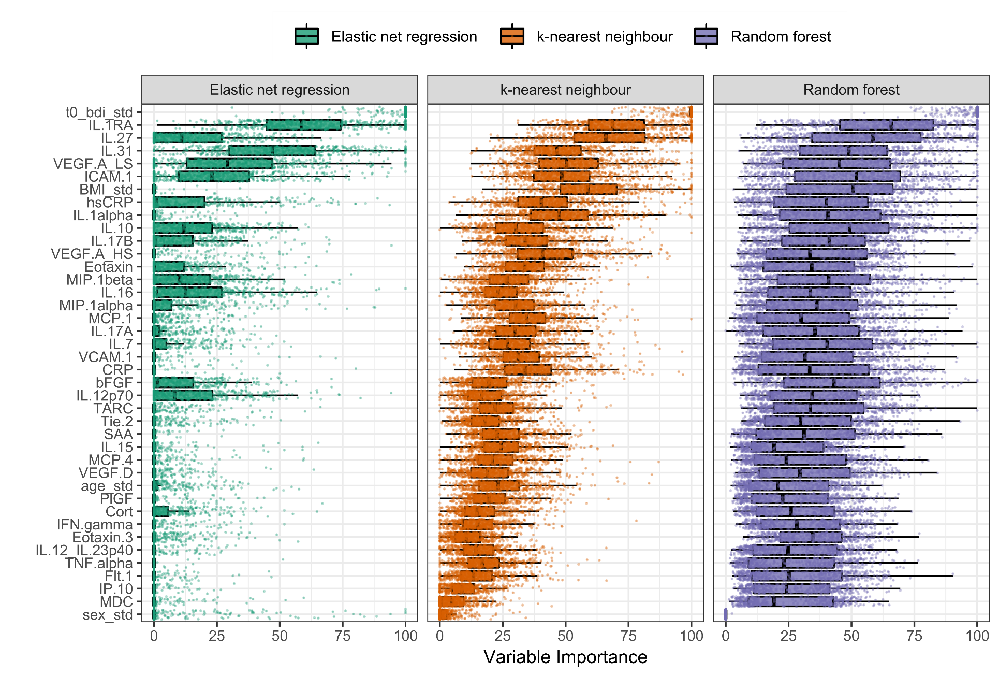 Elastic net regression k-nearest neighbour Random forest
Elastic net regression k-nearest neighbour Random forest
t0_bdi_std
IL.1RA
IL.27
IL.31
VEGF.A_LS
ICAM.1
BMI_std
hsCRP
IL.1alpha
IL.10
IL.17B
VEGF.A_HS
Eotaxin
MIP.1beta
IL.16
MIP.1alpha
MCP.1
IL.17A
IL.7
VCAM.1
CRP
bFGF
IL.12p70
TARC
Tie.2
SAA
IL.15
MCP.4
VEGF.D
age_std
PlGF
Cort
IFN.gamma
Eotaxin.3
IL.12_IL.23p40
TNF.alpha
Flt.1
IP.10
MDC
sex_std
0 25 50 75 100 0 25 50 75 100 0 25 50 75 100
Variable Importance